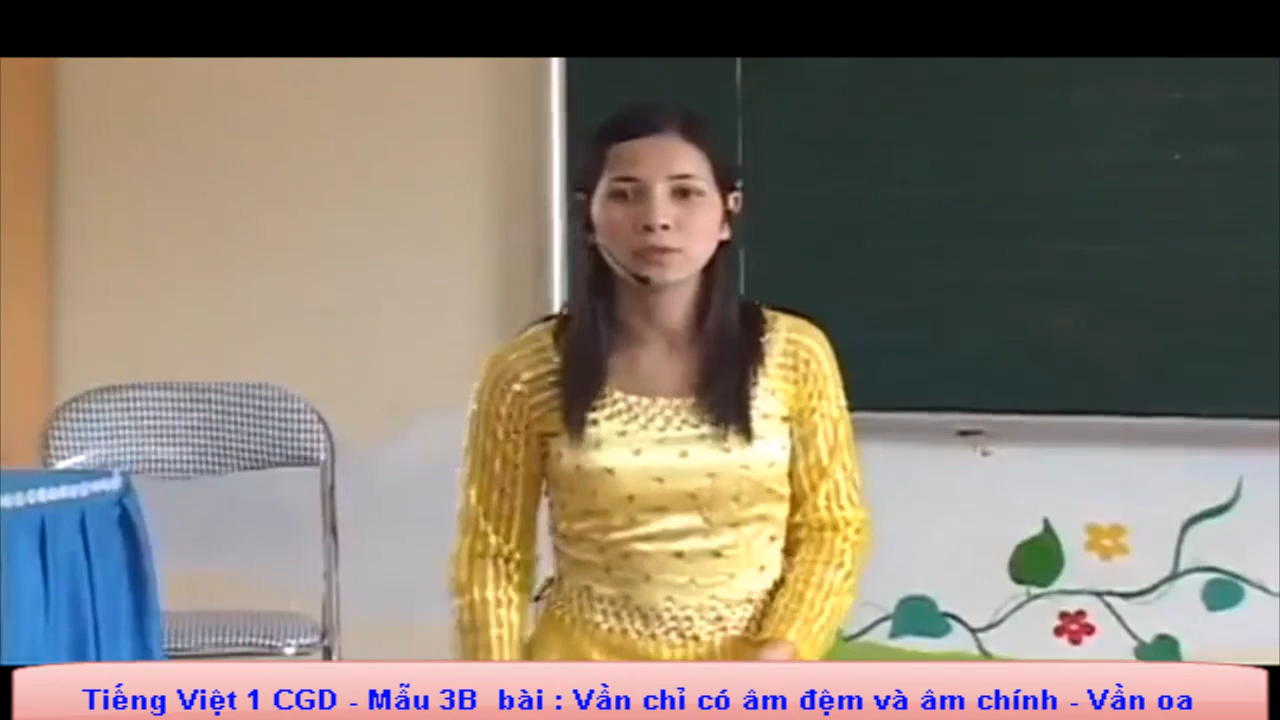 Tiếng Việt 1 CGD - Mẫu 3B bài : Vần chỉ có âm đệm và âm chính - Vần oa